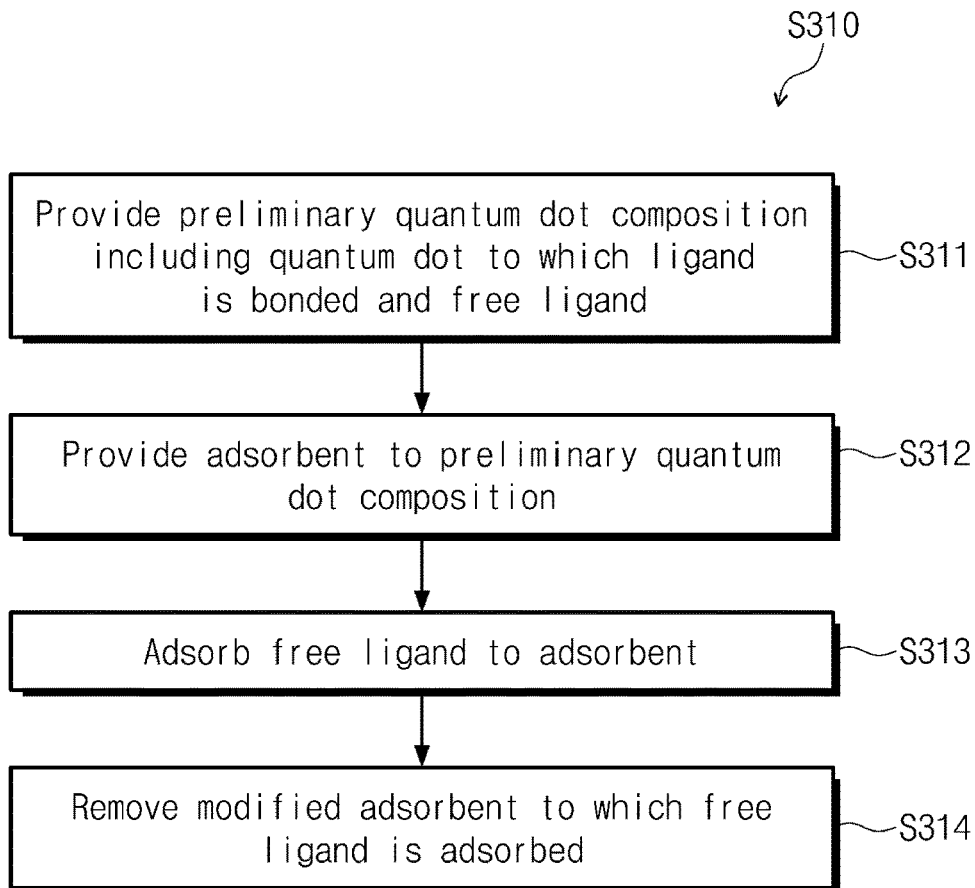 S310
Provide preliminary quantum dot composition
including quantum dot to which ligand
is bonded and free ligand
S311
Provide adsorbent to preliminary quantum
dot composition
S312
Adsorb free ligand to adsorbent
S313
Remove modified adsorbent to which free
ligand is adsorbed
S314